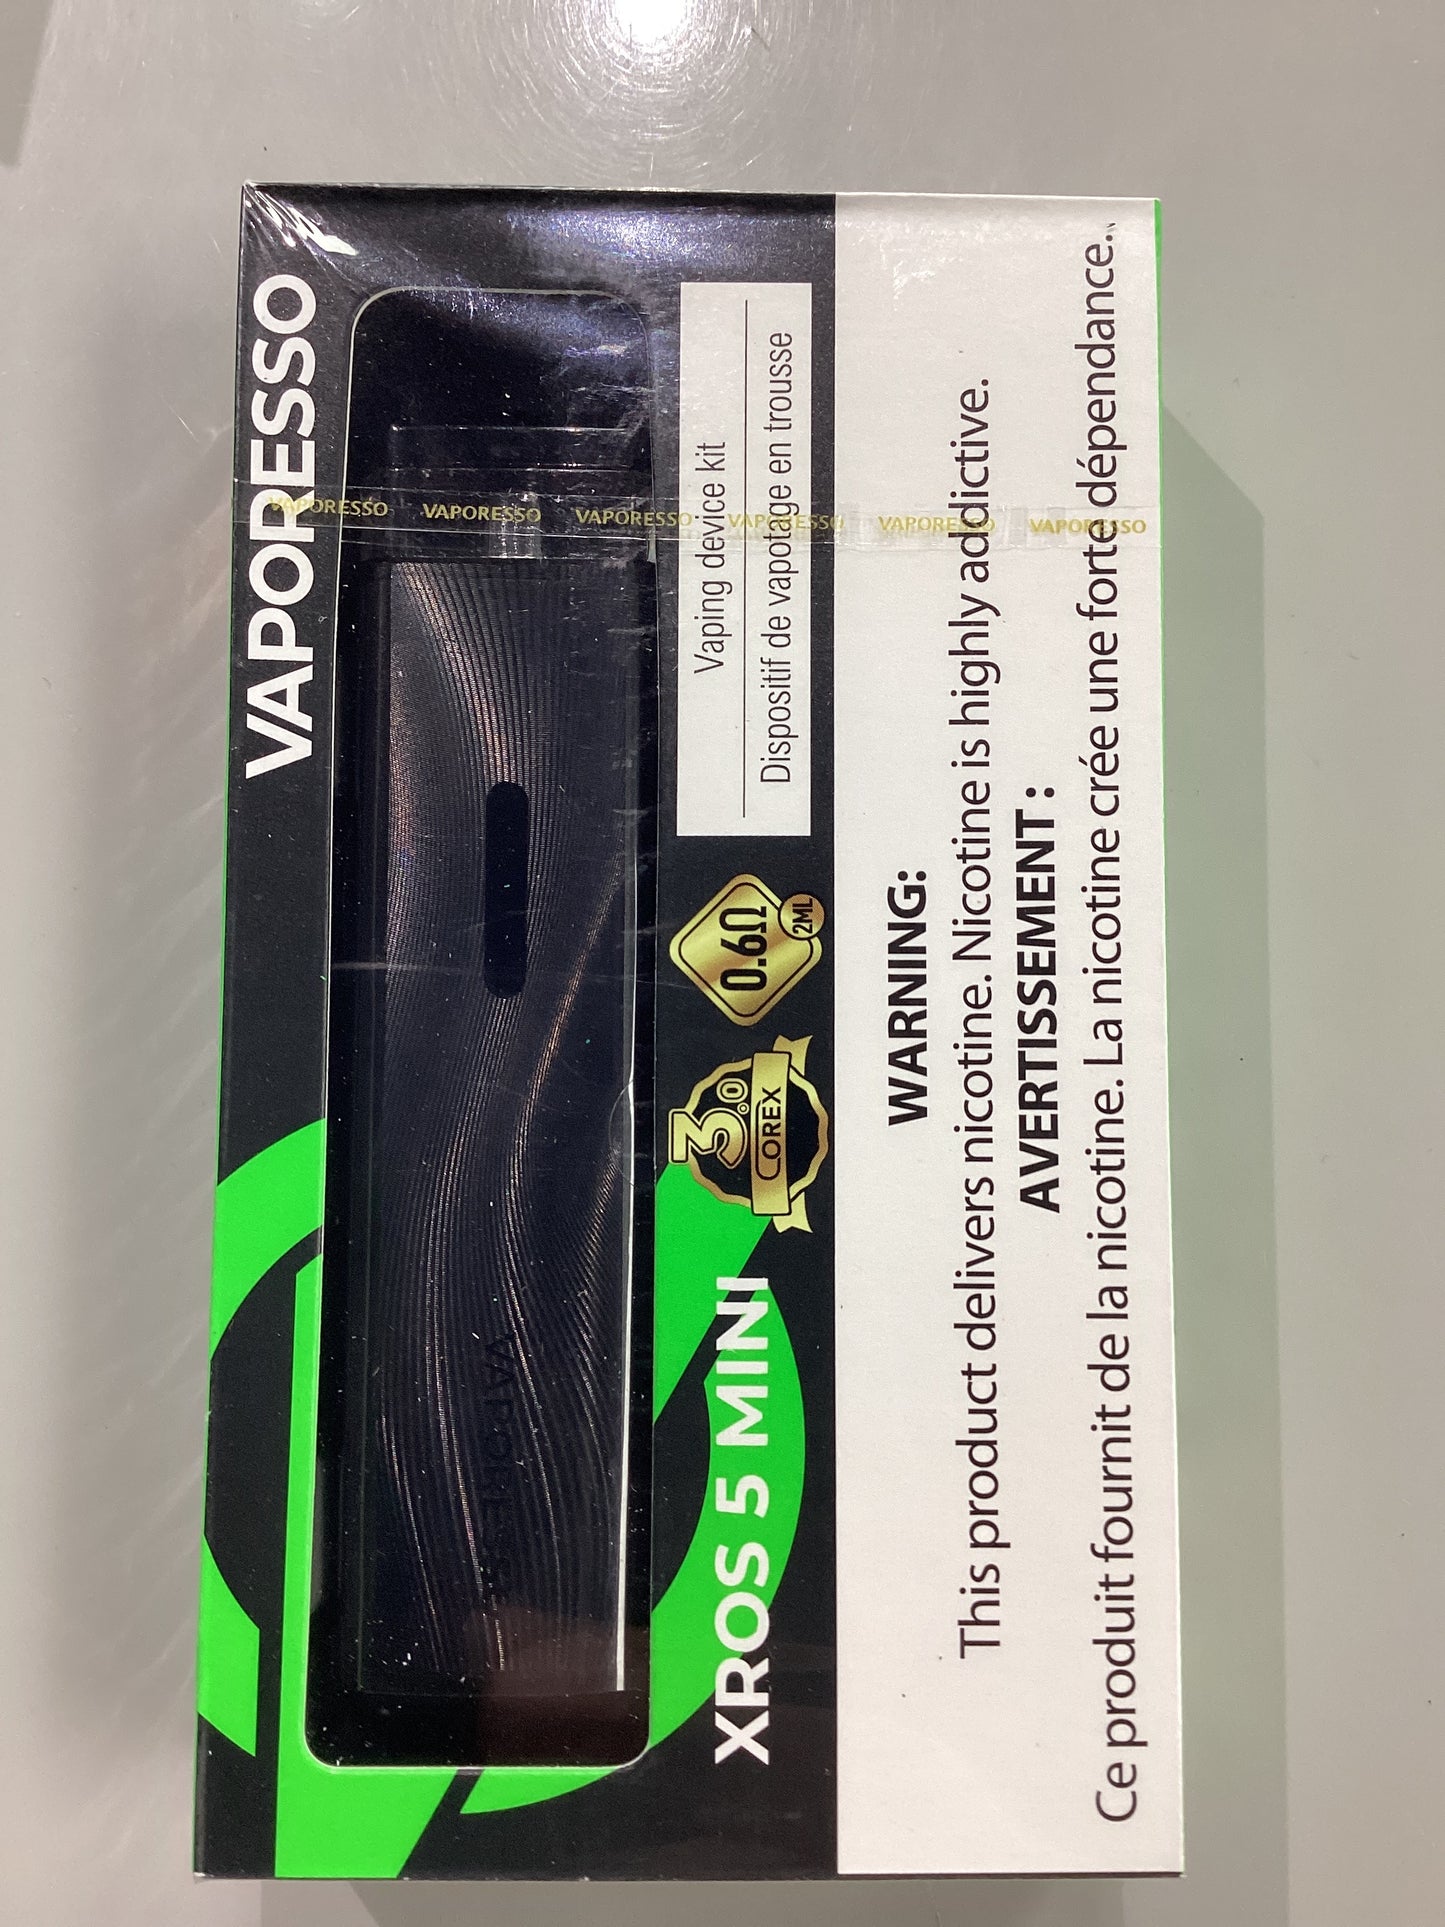 VAPORESSO
VAPORESSO VAPORESSO VAPORESSO VAPORESSO VAPORESSO VAPORESSO
VAPORESSO
Vaping device kit
Dispositif de vapotage en trousse
0.6Ω
2ML
3.0
COREX
XROS 5 MINI
WARNING:
This product delivers nicotine. Nicotine is highly addictive.
AVERTISSEMENT :
Ce produit fournit de la nicotine. La nicotine crée une forte dépendance.